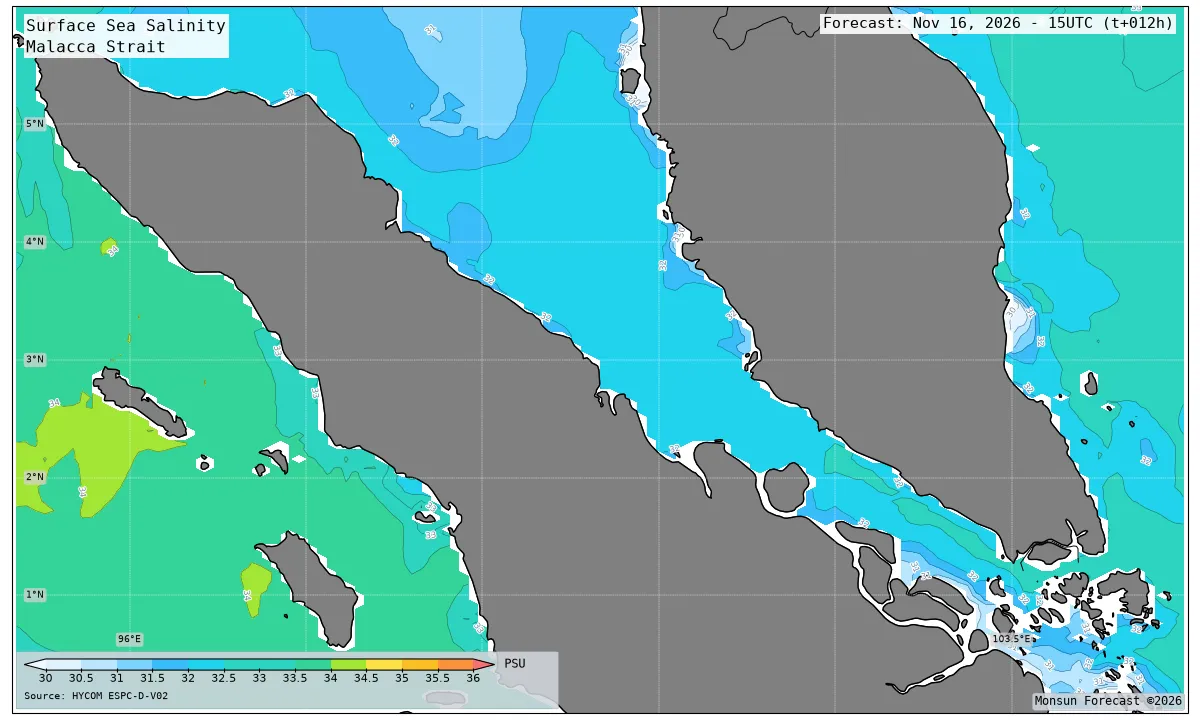 Surface Sea Salinity
Malacca Strait
Forecast: Nov 16, 2026 - 15UTC (t+012h)
5°N
4°N
3°N
2°N
1°N
96°E
103.5°E
PSU
30 30.5 31 31.5 32 32.5 33 33.5 34 34.5 35 35.5 36
Source: HYCOM ESPC-D-V02
Monsun Forecast ©2026